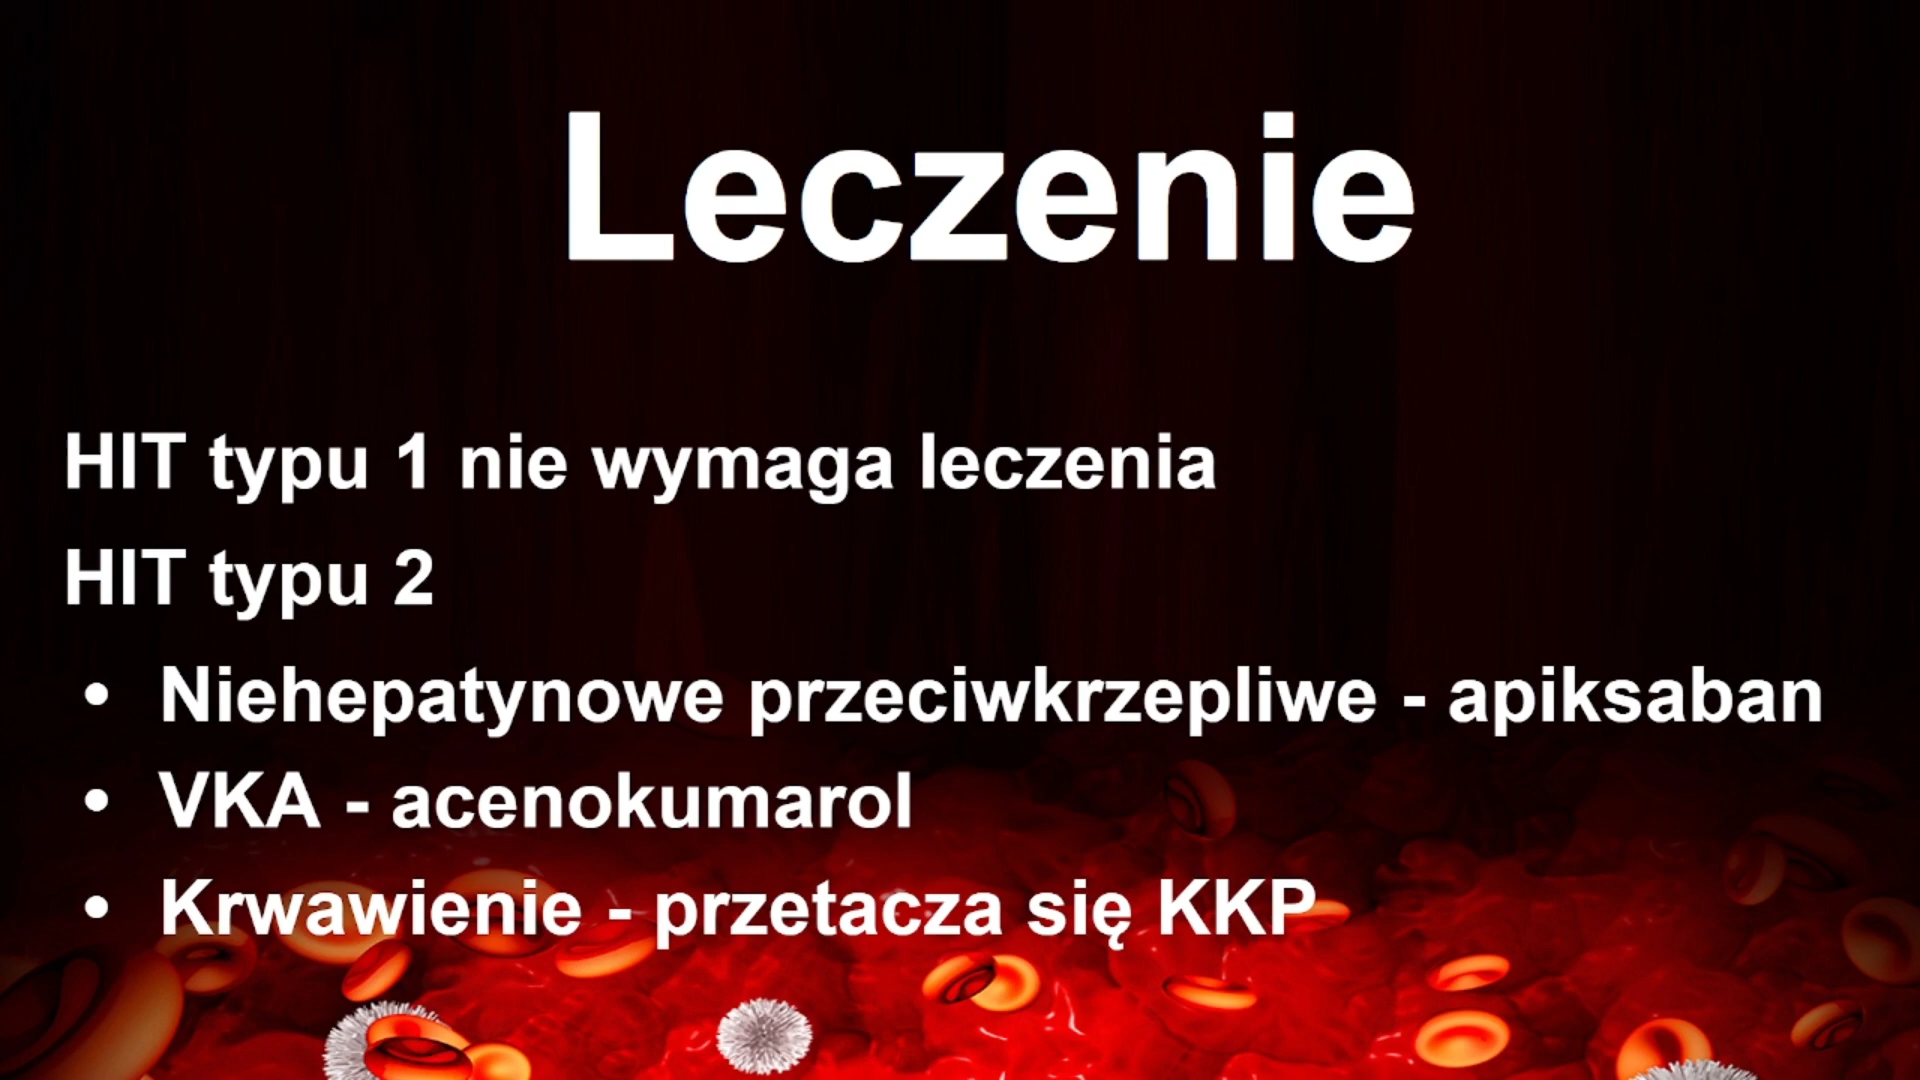 Leczenie
HIT typu 1 nie wymaga leczenia
HIT typu 2
• Niehepatynowe przeciwkrzepliwe - apiksaban
• VKA - acenokumarol
• Krwawienie - przetacza się KKP